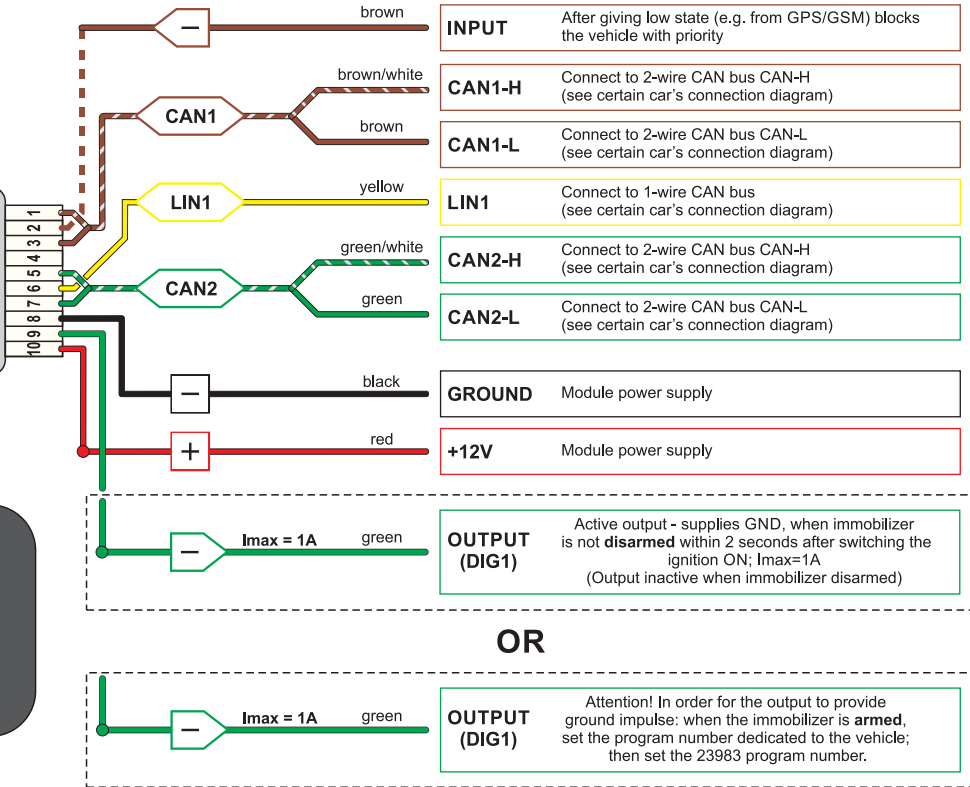 brown
−
INPUT
After giving low state (e.g. from GPS/GSM) blocks
the vehicle with priority
brown/white
CAN1-H
Connect to 2-wire CAN bus CAN-H
(see certain car's connection diagram)
CAN1
brown
CAN1-L
Connect to 2-wire CAN bus CAN-L
(see certain car's connection diagram)
yellow
LIN1
LIN1
Connect to 1-wire CAN bus
(see certain car's connection diagram)
1
2
3
4
5
6
7
8
9
10
green/white
CAN2-H
Connect to 2-wire CAN bus CAN-H
(see certain car's connection diagram)
CAN2
green
CAN2-L
Connect to 2-wire CAN bus CAN-L
(see certain car's connection diagram)
black
−
GROUND
Module power supply
red
+
+12V
Module power supply
−
Imax = 1A
green
OUTPUT
(DIG1)
Active output - supplies GND, when immobilizer
is not disarmed within 2 seconds after switching the
ignition ON; Imax=1A
(Output inactive when immobilizer disarmed)
OR
−
Imax = 1A
green
OUTPUT
(DIG1)
Attention! In order for the output to provide
ground impulse: when the immobilizer is armed,
set the program number dedicated to the vehicle;
then set the 23983 program number.